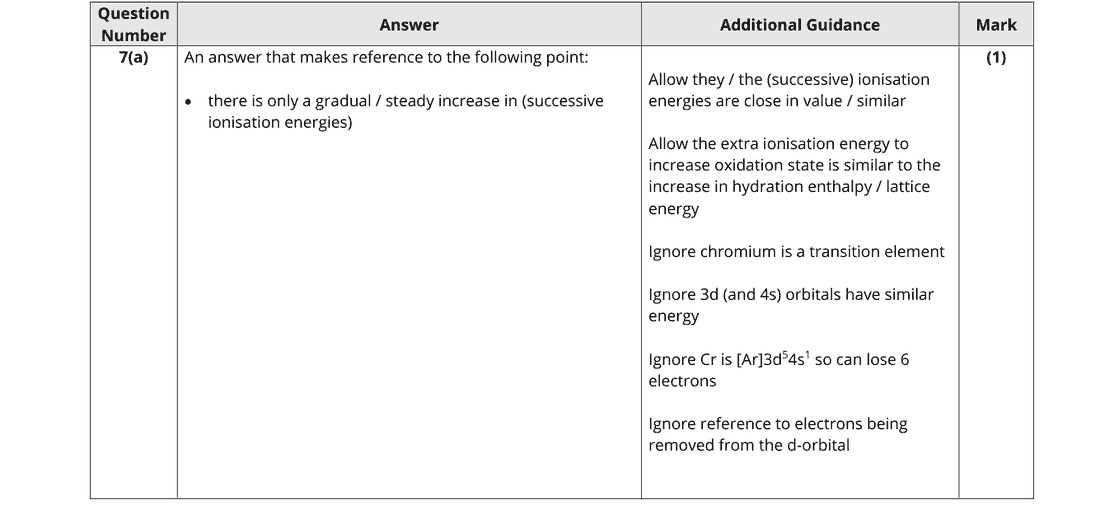 Question Number
Answer
Additional Guidance
Mark
7(a)
An answer that makes reference to the following point:
• there is only a gradual / steady increase in (successive
ionisation energies)
Allow they / the (successive) ionisation
energies are close in value / similar
Allow the extra ionisation energy to
increase oxidation state is similar to the
increase in hydration enthalpy / lattice
energy
Ignore chromium is a transition element
Ignore 3d (and 4s) orbitals have similar
energy
Ignore Cr is [Ar]3d⁵4s¹ so can lose 6
electrons
Ignore reference to electrons being
removed from the d-orbital
(1)